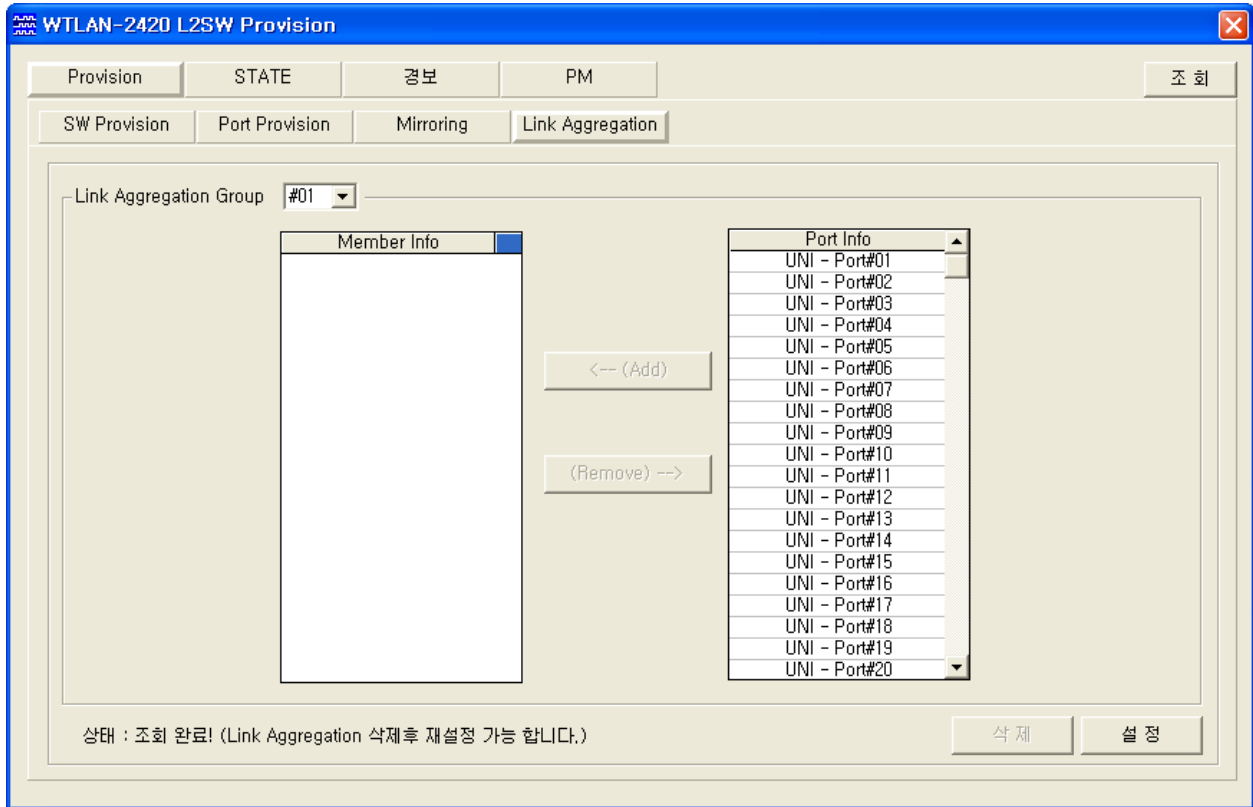 WTLAN-2420 L2SW Provision
Provision STATE 경보 PM 조 회
SW Provision Port Provision Mirroring Link Aggregation
Link Aggregation Group #01
Member Info
Port Info
UNI - Port#01
UNI - Port#02
UNI - Port#03
UNI - Port#04
UNI - Port#05
UNI - Port#06
UNI - Port#07
UNI - Port#08
UNI - Port#09
UNI - Port#10
UNI - Port#11
UNI - Port#12
UNI - Port#13
UNI - Port#14
UNI - Port#15
UNI - Port#16
UNI - Port#17
UNI - Port#18
UNI - Port#19
UNI - Port#20
<-- (Add)
(Remove) -->
상태 : 조회 완료! (Link Aggregation 삭제후 재설정 가능 합니다.)
삭 제 설 정